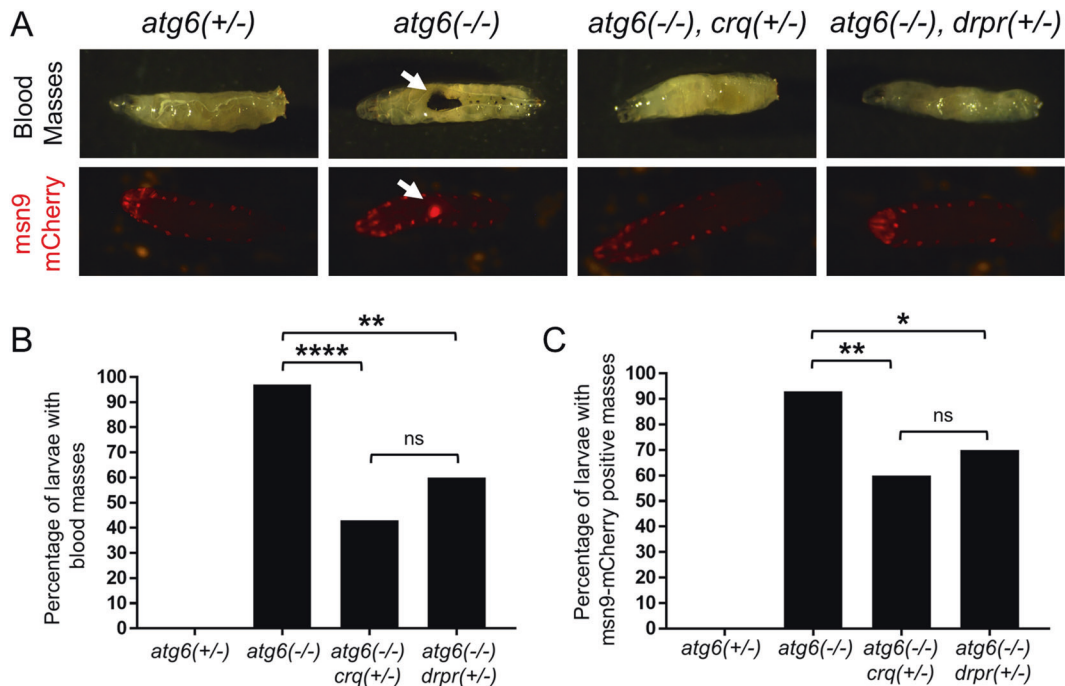 A
atg6(+/-)
atg6(-/-)
atg6(-/-), crq(+/-)
atg6(-/-), drpr(+/-)
Blood
Masses
msn9
mCherry
B
Percentage of larvae with
blood masses
100
90
80
70
60
50
40
30
20
10
0
**
****
ns
atg6(+/-)
atg6(-/-)
atg6(-/-)
crq(+/-)
atg6(-/-)
drpr(+/-)
C
Percentage of larvae with
msn9-mCherry positive masses
100
90
80
70
60
50
40
30
20
10
0
*
**
ns
atg6(+/-)
atg6(-/-)
atg6(-/-)
crq(+/-)
atg6(-/-)
drpr(+/-)